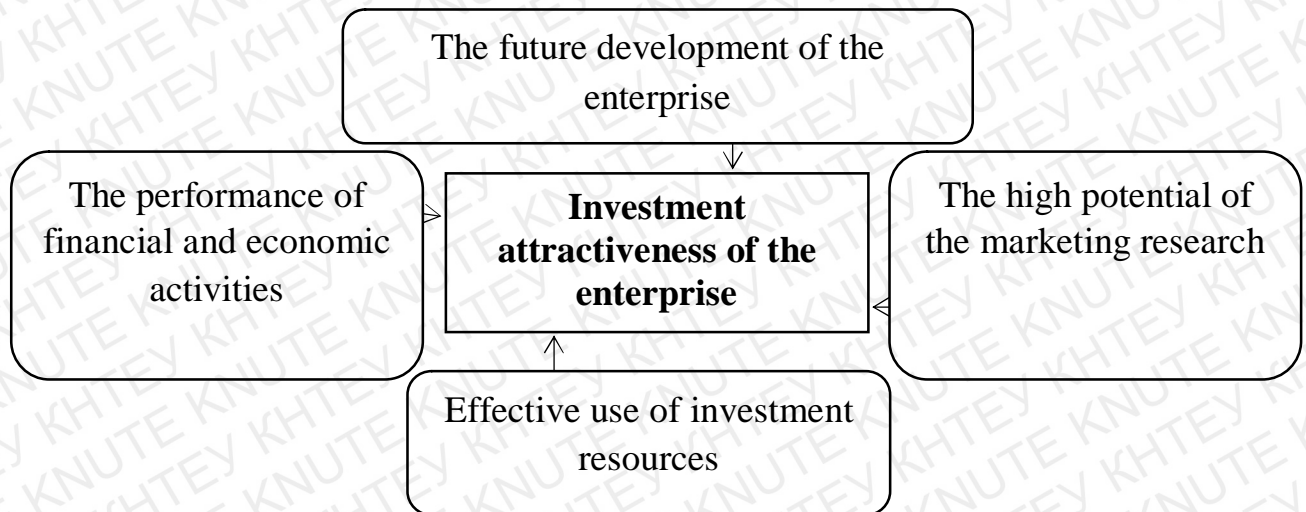 The future development of the
enterprise
The performance of
financial and economic
activities
Investment
attractiveness of the
enterprise
The high potential of
the marketing research
Effective use of investment
resources